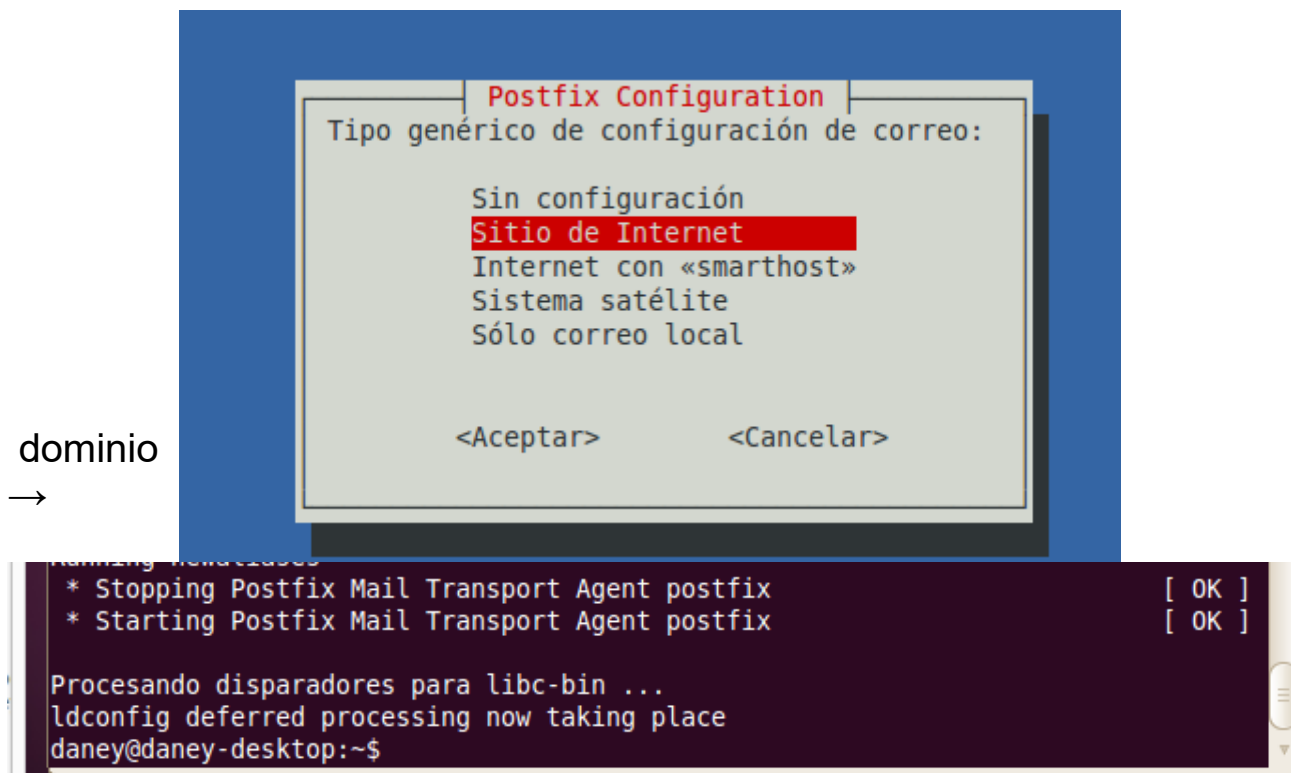 Postfix Configuration
Tipo genérico de configuración de correo:
Sin configuración
Sitio de Internet
Internet con «smarthost»
Sistema satélite
Sólo correo local
<Aceptar> <Cancelar>
dominio
→
Running newaliases
* Stopping Postfix Mail Transport Agent postfix [ OK ]
* Starting Postfix Mail Transport Agent postfix [ OK ]
Procesando disparadores para libc-bin ...
ldconfig deferred processing now taking place
daney@daney-desktop:~$